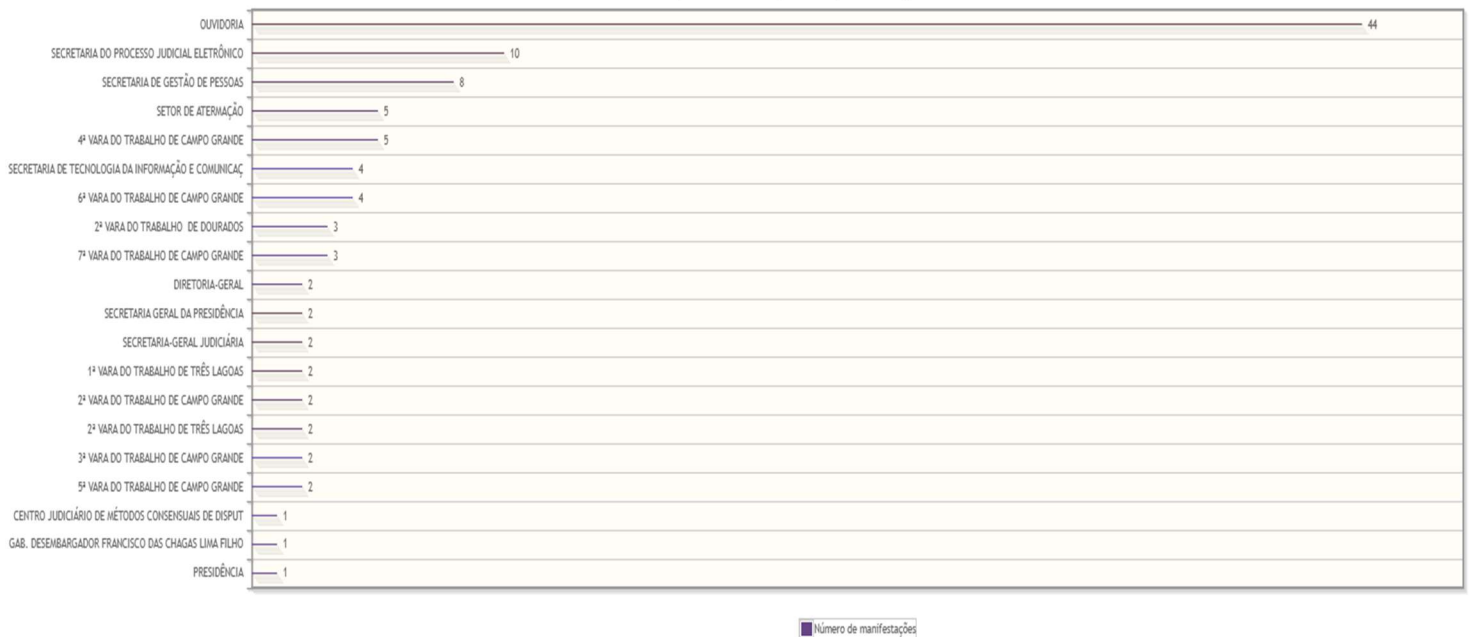 OUVIDORIA 44
SECRETARIA DO PROCESSO JUDICIAL ELETRÔNICO 10
SECRETARIA DE GESTÃO DE PESSOAS 8
SETOR DE ATERMAÇÃO 5
4ª VARA DO TRABALHO DE CAMPO GRANDE 5
SECRETARIA DE TECNOLOGIA DA INFORMAÇÃO E COMUNICAÇ 4
6ª VARA DO TRABALHO DE CAMPO GRANDE 4
2ª VARA DO TRABALHO DE DOURADOS 3
7ª VARA DO TRABALHO DE CAMPO GRANDE 3
DIRETORIA-GERAL 2
SECRETARIA GERAL DA PRESIDÊNCIA 2
SECRETARIA-GERAL JUDICIÁRIA 2
1ª VARA DO TRABALHO DE TRÊS LAGOAS 2
2ª VARA DO TRABALHO DE CAMPO GRANDE 2
2ª VARA DO TRABALHO DE TRÊS LAGOAS 2
3ª VARA DO TRABALHO DE CAMPO GRANDE 2
5ª VARA DO TRABALHO DE CAMPO GRANDE 2
CENTRO JUDICIÁRIO DE MÉTODOS CONSENSUAIS DE DISPUT 1
GAB. DESEMBARGADOR FRANCISCO DAS CHAGAS LIMA FILHO 1
PRESIDÊNCIA 1
Número de manifestações